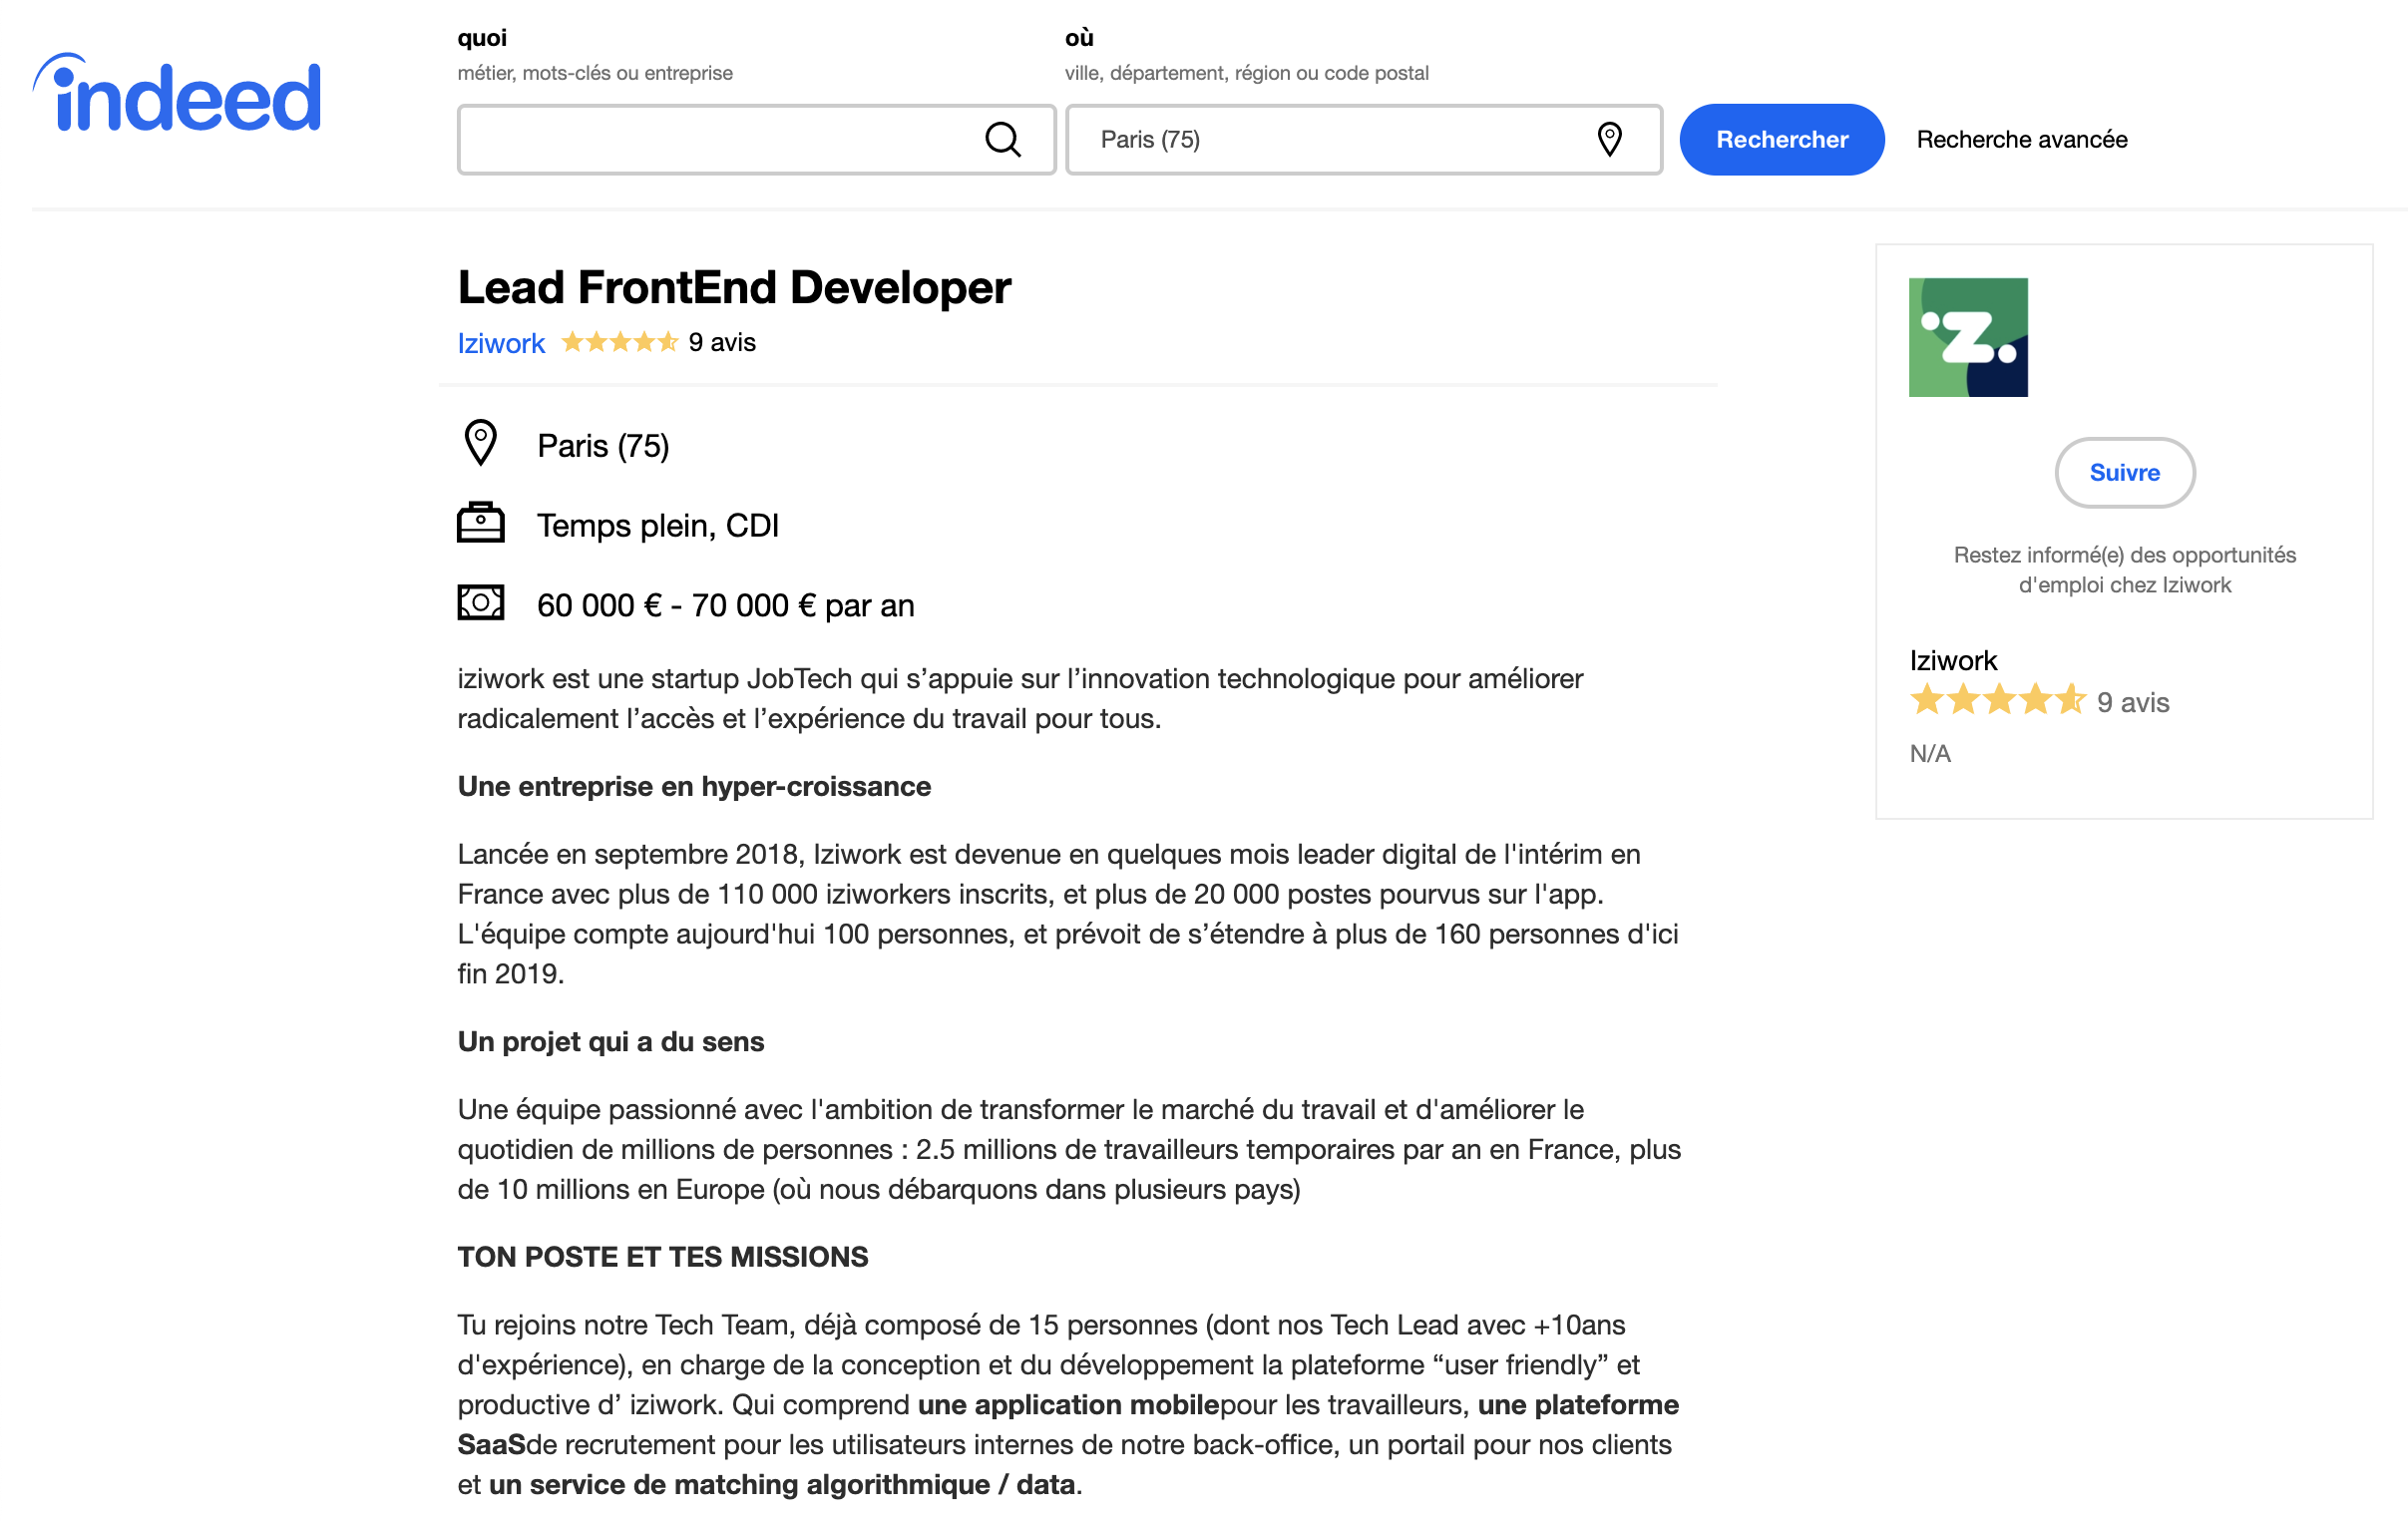 indeed
quoi
métier, mots-clés ou entreprise
où
ville, département, région ou code postal
Paris (75)
Rechercher
Recherche avancée
Lead FrontEnd Developer
Iziwork 9 avis
Paris (75)
Temps plein, CDI
60 000 € - 70 000 € par an
iziwork est une startup JobTech qui s’appuie sur l’innovation technologique pour améliorer
radicalement l’accès et l’expérience du travail pour tous.
Une entreprise en hyper-croissance
Lancée en septembre 2018, Iziwork est devenue en quelques mois leader digital de l'intérim en
France avec plus de 110 000 iziworkers inscrits, et plus de 20 000 postes pourvus sur l'app.
L'équipe compte aujourd'hui 100 personnes, et prévoit de s’étendre à plus de 160 personnes d'ici
fin 2019.
Un projet qui a du sens
Une équipe passionné avec l'ambition de transformer le marché du travail et d'améliorer le
quotidien de millions de personnes : 2.5 millions de travailleurs temporaires par an en France, plus
de 10 millions en Europe (où nous débarquons dans plusieurs pays)
TON POSTE ET TES MISSIONS
Tu rejoins notre Tech Team, déjà composé de 15 personnes (dont nos Tech Lead avec +10ans
d'expérience), en charge de la conception et du développement la plateforme “user friendly” et
productive d’ iziwork. Qui comprend une application mobilepour les travailleurs, une plateforme
SaaSde recrutement pour les utilisateurs internes de notre back-office, un portail pour nos clients
et un service de matching algorithmique / data.
z.
Suivre
Restez informé(e) des opportunités
d'emploi chez Iziwork
Iziwork
9 avis
N/A